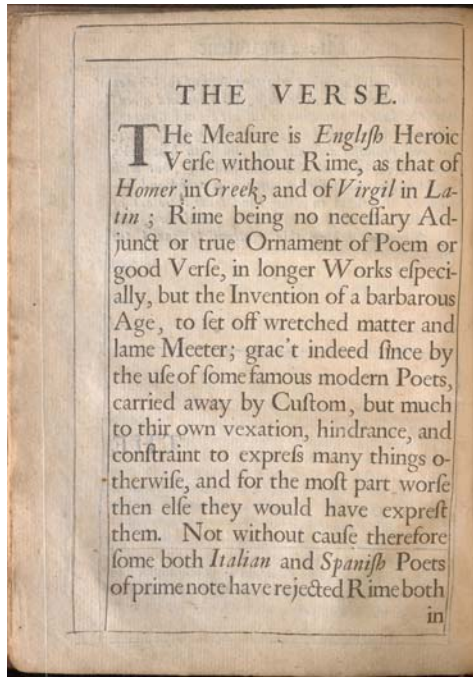 THE VERSE.
THe Meaſure is Engliſh Heroic
Verſe without Rime, as that of
Homer in Greek, and of Virgil in La-
tin ; Rime being no neceſſary Ad-
junct or true Ornament of Poem or
good Verſe, in longer Works eſpeci-
ally, but the Invention of a barbarous
Age, to ſet off wretched matter and
lame Meeter; grac't indeed ſince by
the uſe of ſome famous modern Poets,
carried away by Cuſtom, but much
to thir own vexation, hindrance, and
conſtraint to expreſs many things o-
therwiſe, and for the moſt part worſe
then elſe they would have expreſt
them. Not without cauſe therefore
ſome both Italian and Spaniſh Poets
of prime note have rejected Rime both
in